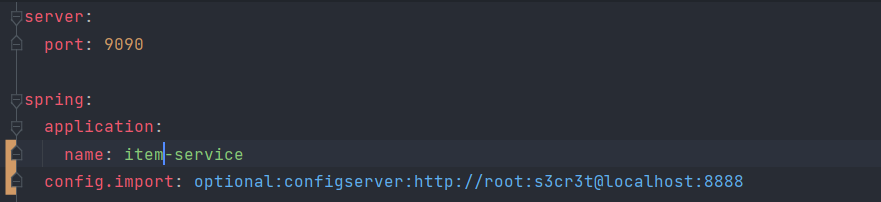 server:
  port: 9090

spring:
  application:
    name: item-service
  config.import: optional:configserver:http://root:s3cr3t@localhost:8888